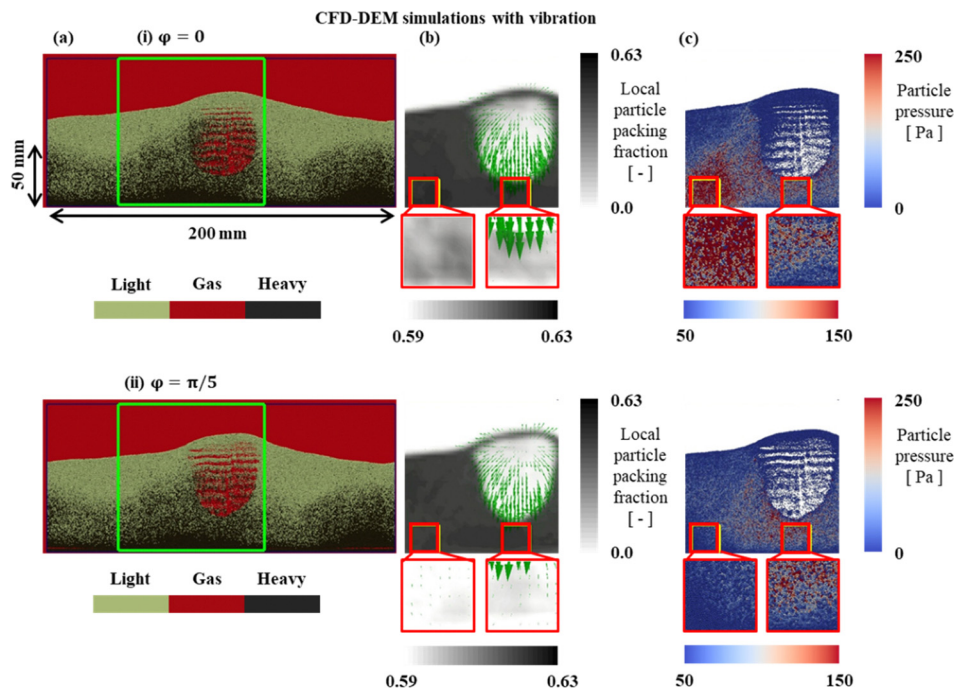 CFD-DEM simulations with vibration
(a)
(i) φ = 0
(b)
(c)
50 mm
200 mm
Light Gas Heavy
0.63
Local
particle
packing
fraction
[ - ]
0.0
0.59 0.63
250
Particle
pressure
[ Pa ]
0
50 150
(ii) φ = π/5
Light Gas Heavy
0.63
Local
particle
packing
fraction
[ - ]
0.0
0.59 0.63
250
Particle
pressure
[ Pa ]
0
50 150